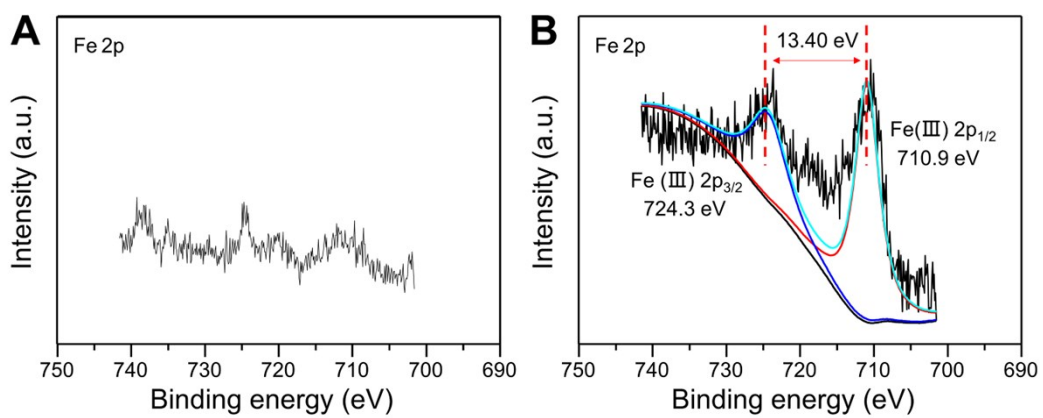 A
Fe 2p
Intensity (a.u.)
750 740 730 720 710 700 690
Binding energy (eV)
B
Fe 2p
13.40 eV
Fe(Ⅲ) 2p₁/₂
710.9 eV
Fe (Ⅲ) 2p₃/₂
724.3 eV
Intensity (a.u.)
750 740 730 720 710 700 690
Binding energy (eV)